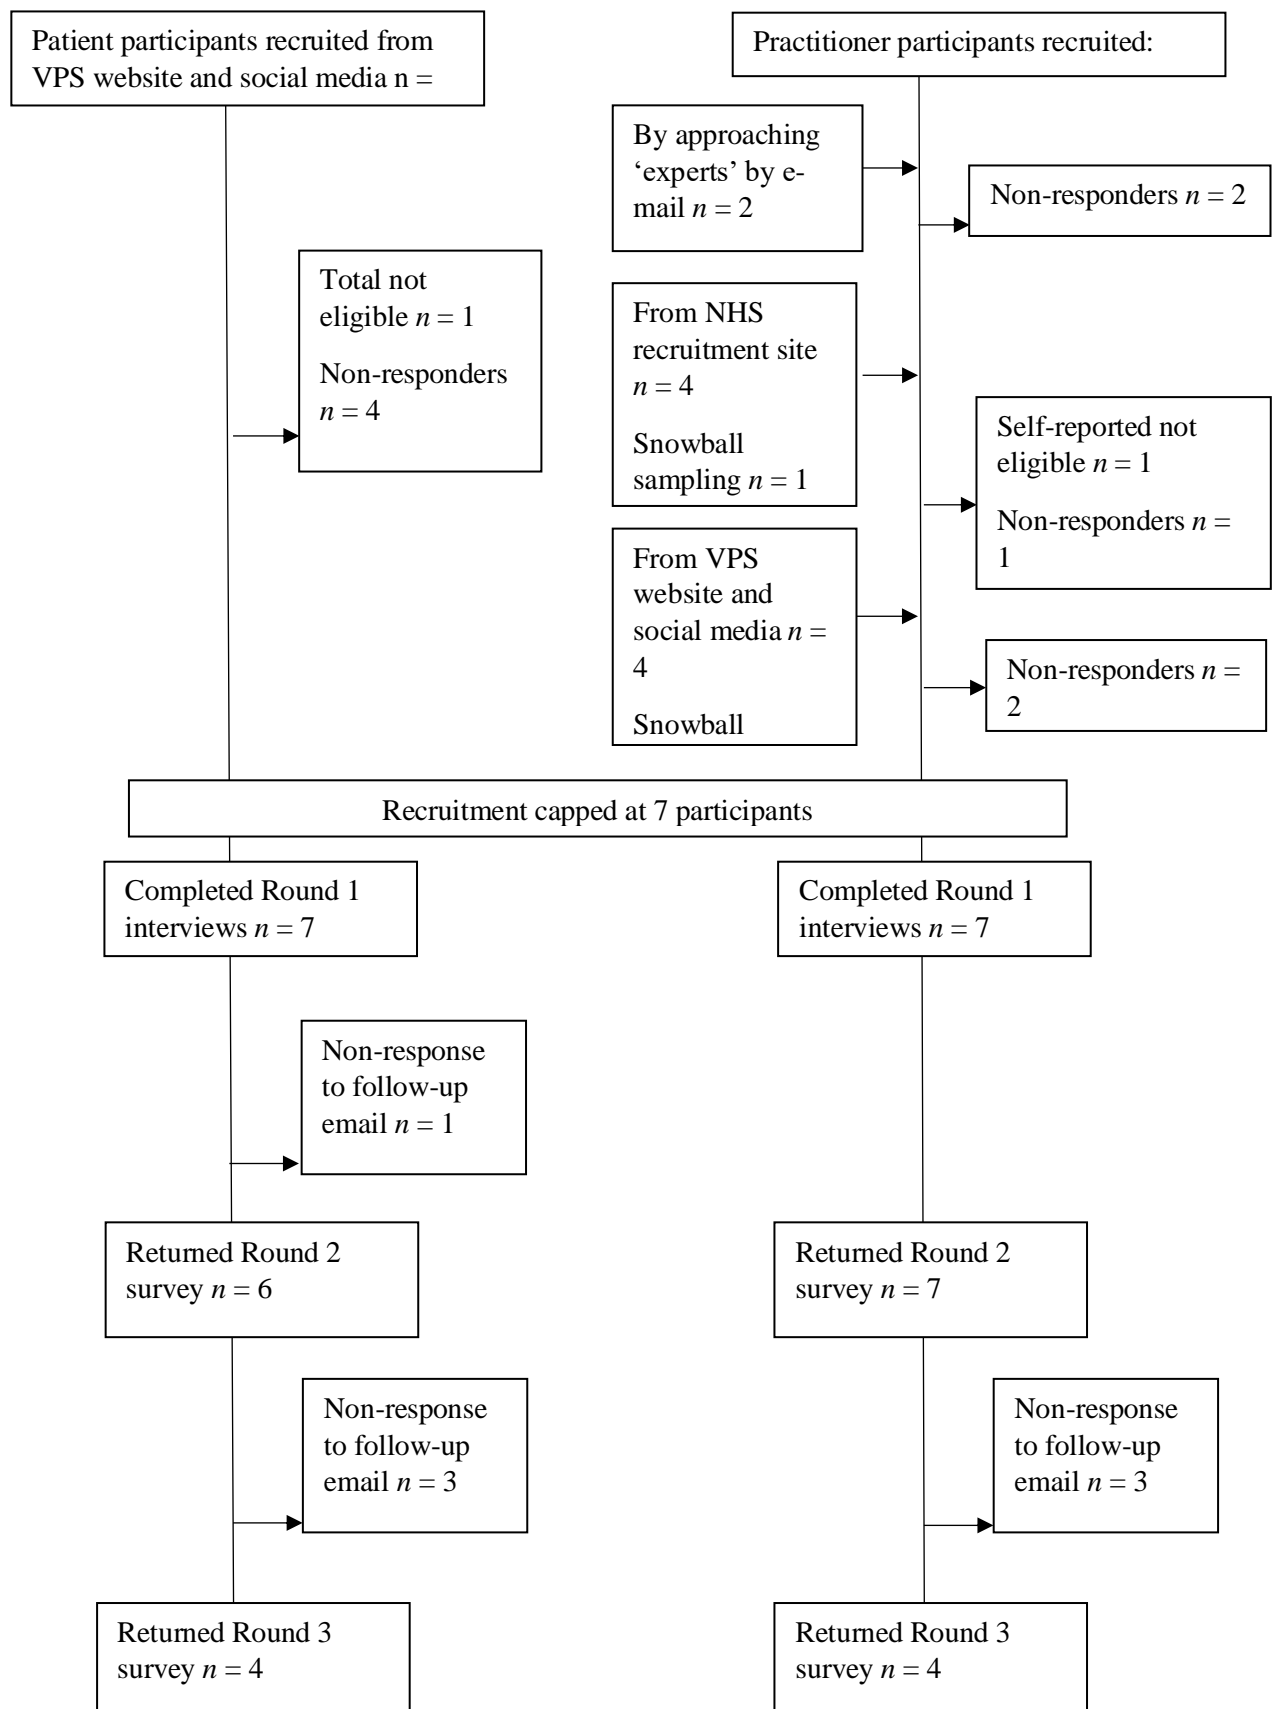 Patient participants recruited from
VPS website and social media n =
Practitioner participants recruited:
By approaching
‘experts’ by e-
mail n = 2
Non-responders n = 2
Total not
eligible n = 1
Non-responders
n = 4
From NHS
recruitment site
n = 4
Snowball
sampling n = 1
Self-reported not
eligible n = 1
Non-responders n =
1
From VPS
website and
social media n =
4
Snowball
Non-responders n =
2
Recruitment capped at 7 participants
Completed Round 1
interviews n = 7
Completed Round 1
interviews n = 7
Non-response
to follow-up
email n = 1
Returned Round 2
survey n = 6
Returned Round 2
survey n = 7
Non-response
to follow-up
email n = 3
Non-response
to follow-up
email n = 3
Returned Round 3
survey n = 4
Returned Round 3
survey n = 4